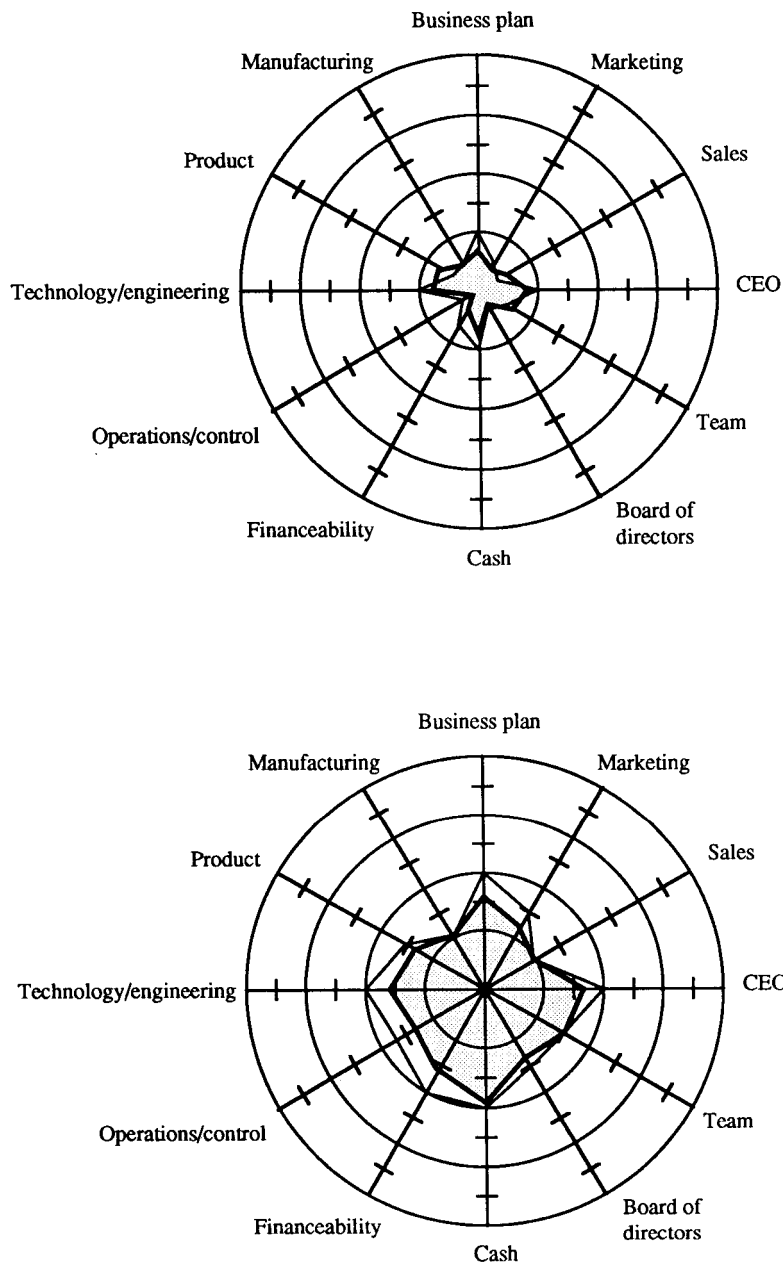 Business plan
Manufacturing
Marketing
Product
Sales
Technology/engineering
CEO
Operations/control
Team
Financeability
Board of
directors
Cash
Business plan
Manufacturing
Marketing
Product
Sales
Technology/engineering
CEO
Operations/control
Team
Financeability
Board of
directors
Cash